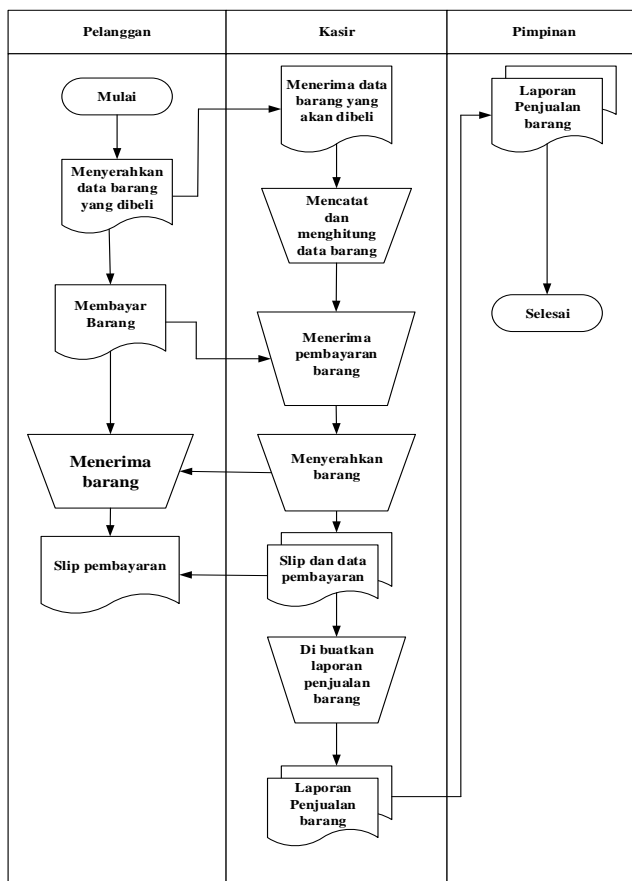 Pelanggan
Kasir
Pimpinan
Mulai
Menyerahkan
data barang
yang dibeli
Membayar
Barang
Menerima
barang
Slip pembayaran
Menerima data
barang yang
akan dibeli
Mencatat
dan
menghitung
data barang
Menerima
pembayaran
barang
Menyerahkan
barang
Slip dan data
pembayaran
Di buatkan
laporan
penjualan
barang
Laporan
Penjualan
barang
Laporan
Penjualan
barang
Selesai